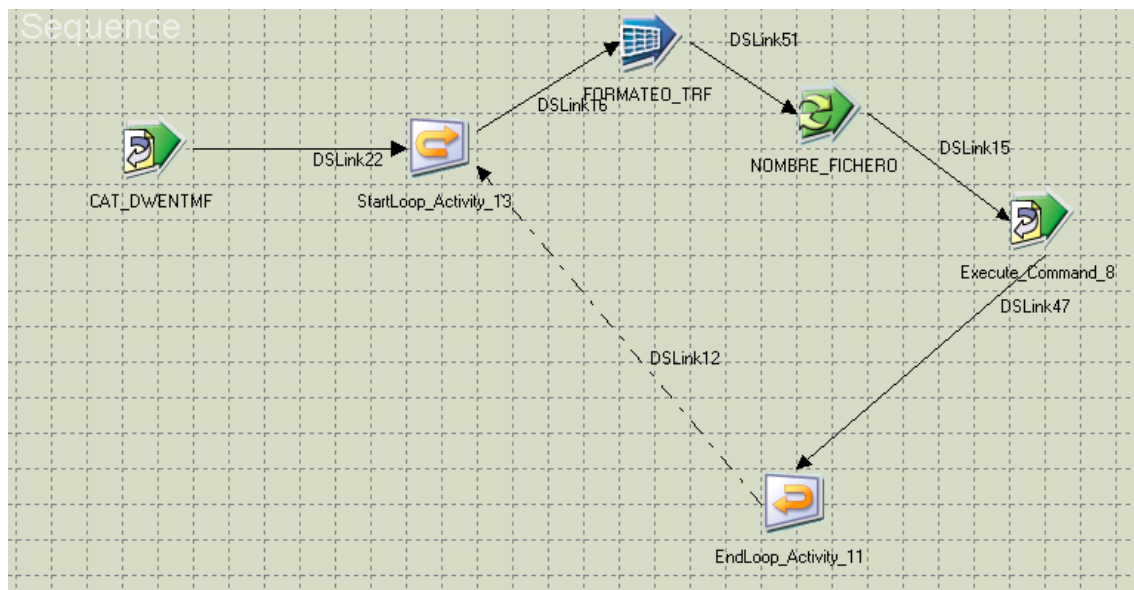 Sequence
DSLink51
FORMATEO_TRF
DSLink16
DSLink22
NOMBRE_FICHERO
DSLink15
CAT_DWENTMF
StartLoop_Activity_13
Execute_Command_8
DSLink47
DSLink12
EndLoop_Activity_11